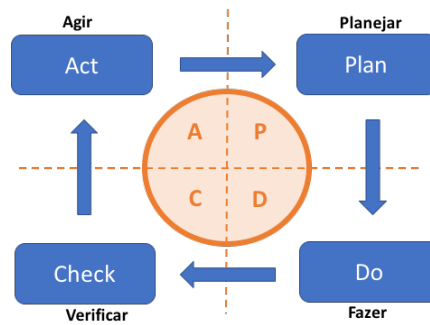 Agir
Planejar
Act
Plan
A
P
C
D
Check
Do
Verificar
Fazer